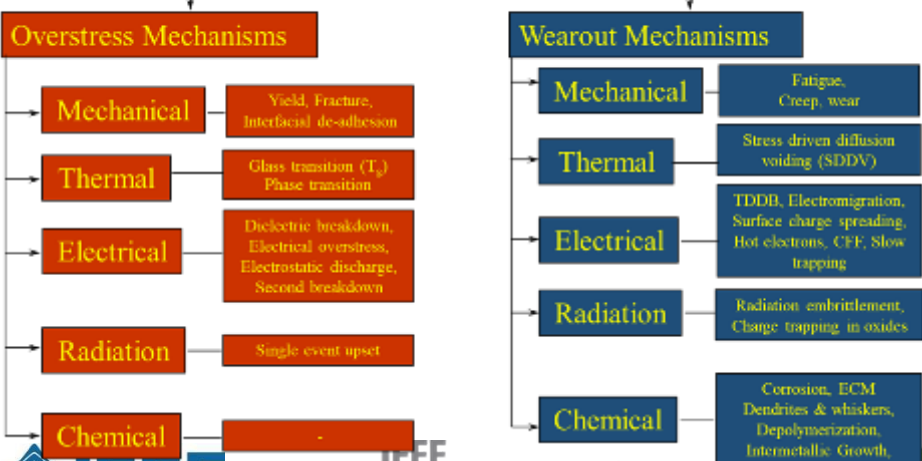 Overstress Mechanisms
Mechanical
Yield, Fracture,
Interfacial de-adhesion
Thermal
Glass transition (Tg)
Phase transition
Electrical
Dielectric breakdown,
Electrical overstress,
Electrostatic discharge,
Second breakdown
Radiation
Single event upset
Chemical
-
Wearout Mechanisms
Mechanical
Fatigue,
Creep, wear
Thermal
Stress driven diffusion
voiding (SDDV)
Electrical
TDDB, Electromigration,
Surface charge spreading,
Hot electrons, CFF, Slow
trapping
Radiation
Radiation embrittlement,
Charge trapping in oxides
Chemical
Corrosion, ECM
Dendrites & whiskers,
Depolymerization,
Intermetallic Growth,
IEEE